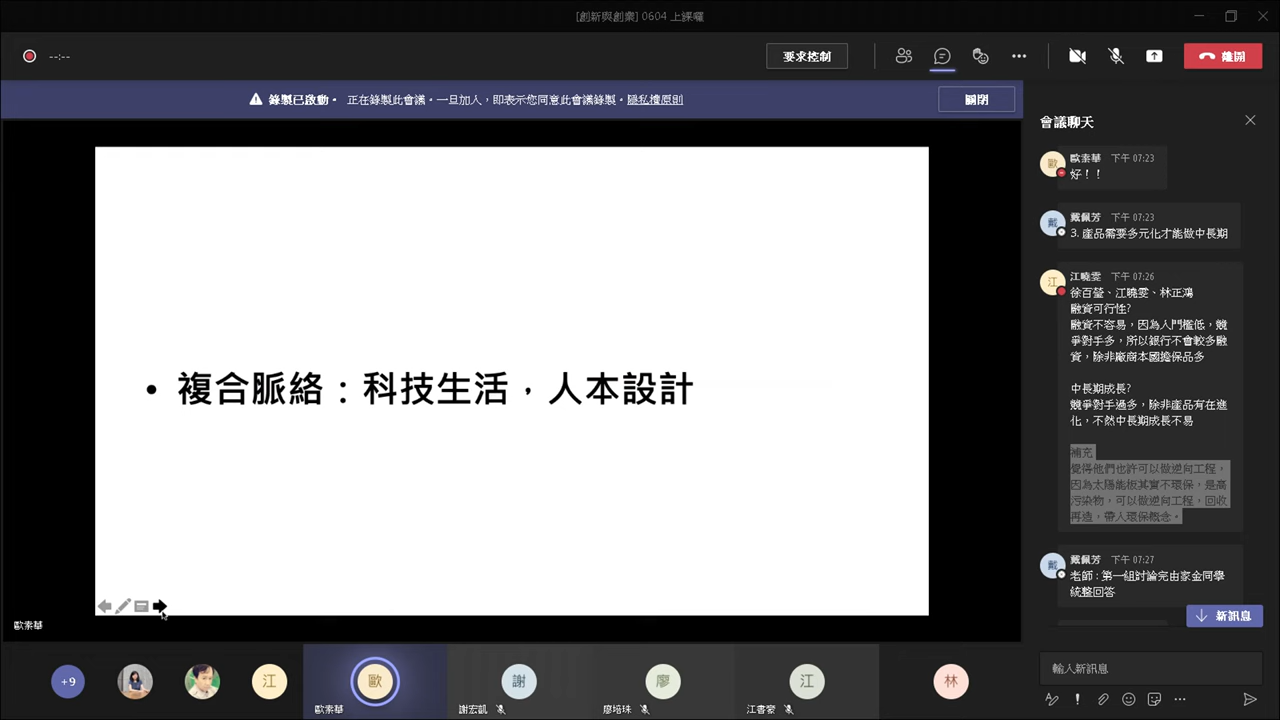 [創新與創業] 0604 上課囉
--:--
要求控制
離開
錄製已啟動。 正在錄製此會議。一旦加入，即表示您同意此會議錄製。隱私權原則
關閉
• 複合脈絡：科技生活，人本設計
歐素華
會議聊天
歐
歐素華 下午 07:23
好！！
戴
戴佩芳 下午 07:23
3. 產品需要多元化才能做中長期
江
江曉雯 下午 07:26
徐百瑩、江曉雯、林正鴻
融資可行性?
融資不容易，因為入門檻低，競
爭對手多，所以銀行不會較多融
資，除非廠商本國擔保品多
中長期成長?
競爭對手過多，除非產品有在進
化，不然中長期成長不易
補充
覺得他們也許可以做逆向工程，
因為太陽能板其實不環保，是高
污染物，可以做逆向工程，回收
再造，帶入環保概念。
戴
戴佩芳 下午 07:27
老師 : 第一組討論完由家金同學
統整回答
新訊息
輸入新訊息
+9
江
歐
歐素華
謝
謝宏凱
廖
廖培珠
江
江書豪
林